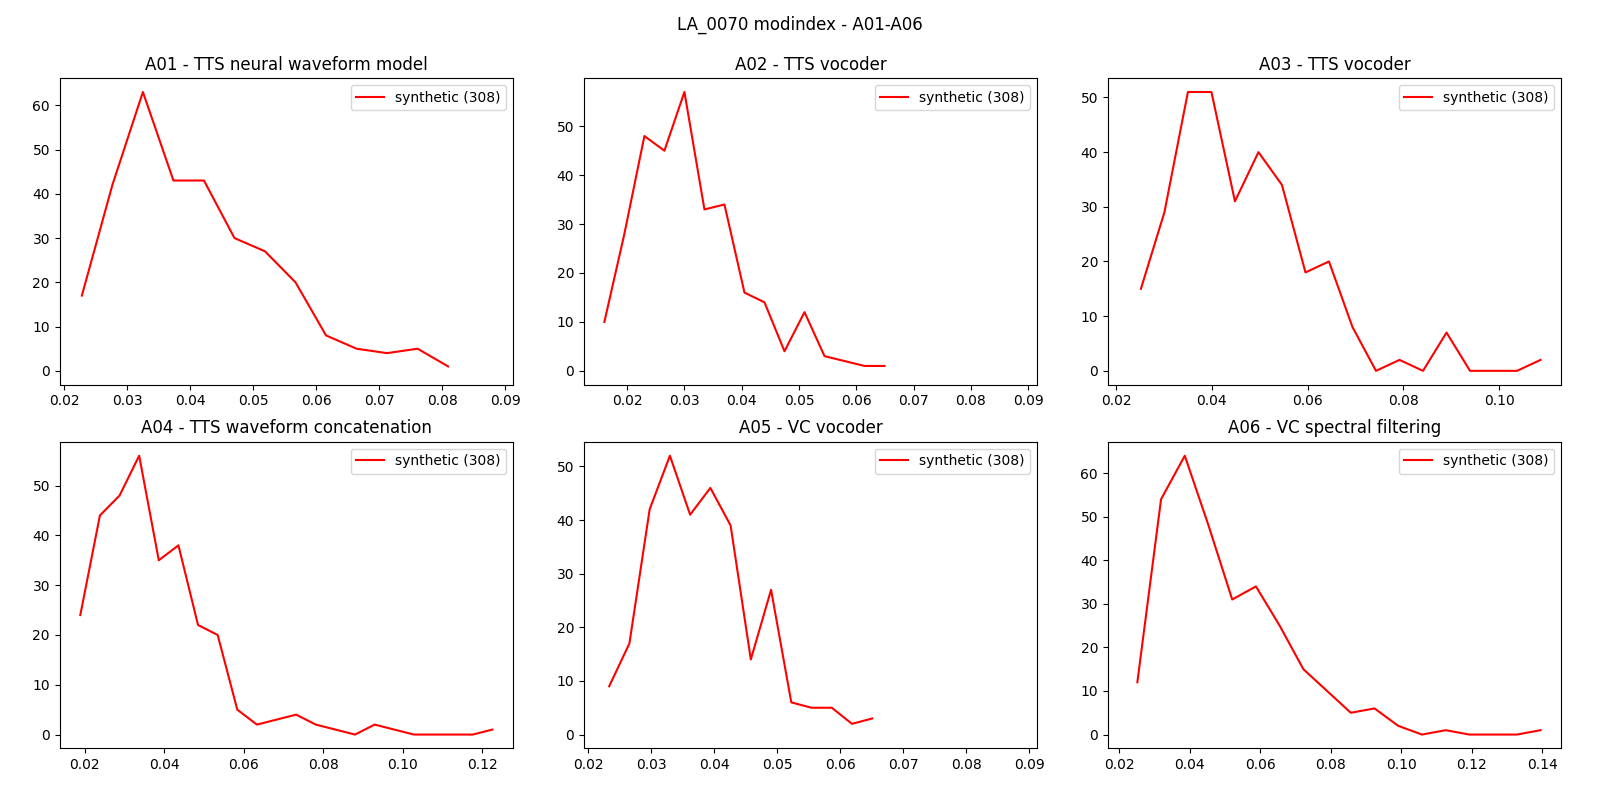 LA_0070 modindex - A01-A06
A01 - TTS neural waveform model
synthetic (308)
60
50
40
30
20
10
0
0.02 0.03 0.04 0.05 0.06 0.07 0.08 0.09
A02 - TTS vocoder
synthetic (308)
50
40
30
20
10
0
0.02 0.03 0.04 0.05 0.06 0.07 0.08 0.09
A03 - TTS vocoder
synthetic (308)
50
40
30
20
10
0
0.02 0.04 0.06 0.08 0.10
A04 - TTS waveform concatenation
synthetic (308)
50
40
30
20
10
0
0.02 0.04 0.06 0.08 0.10 0.12
A05 - VC vocoder
synthetic (308)
50
40
30
20
10
0
0.02 0.03 0.04 0.05 0.06 0.07 0.08 0.09
A06 - VC spectral filtering
synthetic (308)
60
50
40
30
20
10
0
0.02 0.04 0.06 0.08 0.10 0.12 0.14